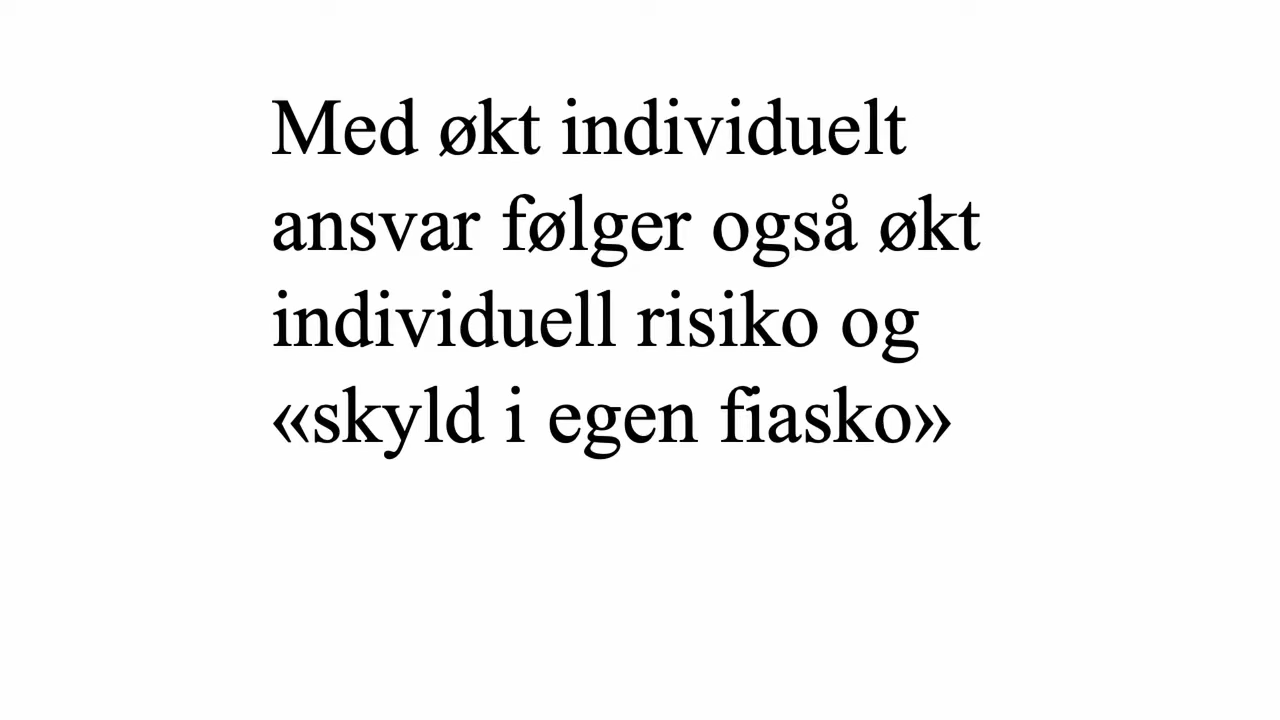 Med økt individuelt
ansvar følger også økt
individuell risiko og
«skyld i egen fiasko»